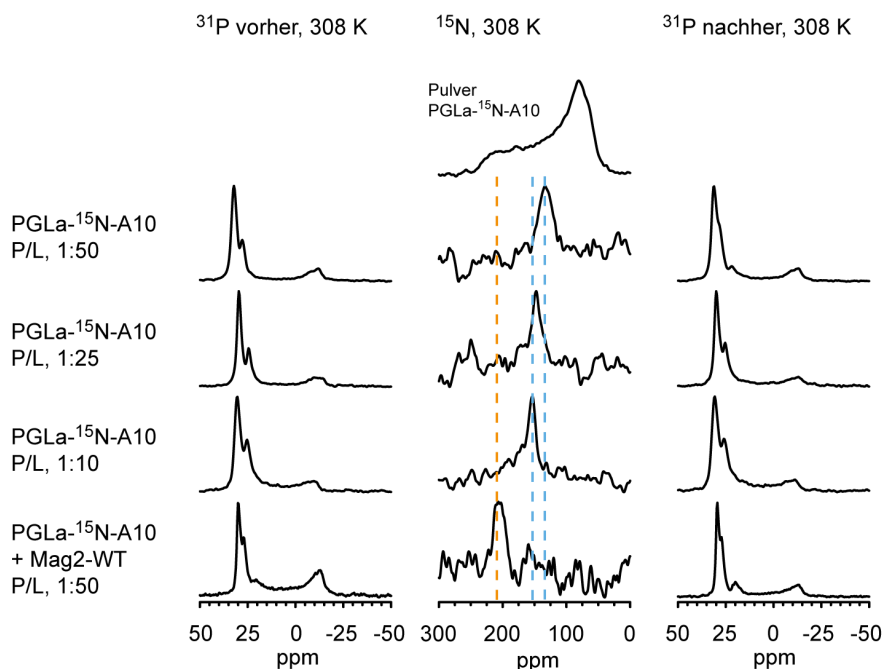 ³¹P vorher, 308 K
¹⁵N, 308 K
³¹P nachher, 308 K
Pulver
PGLa-¹⁵N-A10
PGLa-¹⁵N-A10
P/L, 1:50
PGLa-¹⁵N-A10
P/L, 1:25
PGLa-¹⁵N-A10
P/L, 1:10
PGLa-¹⁵N-A10
+ Mag2-WT
P/L, 1:50
50 25 0 -25 -50
ppm
300 200 100 0
ppm
50 25 0 -25 -50
ppm